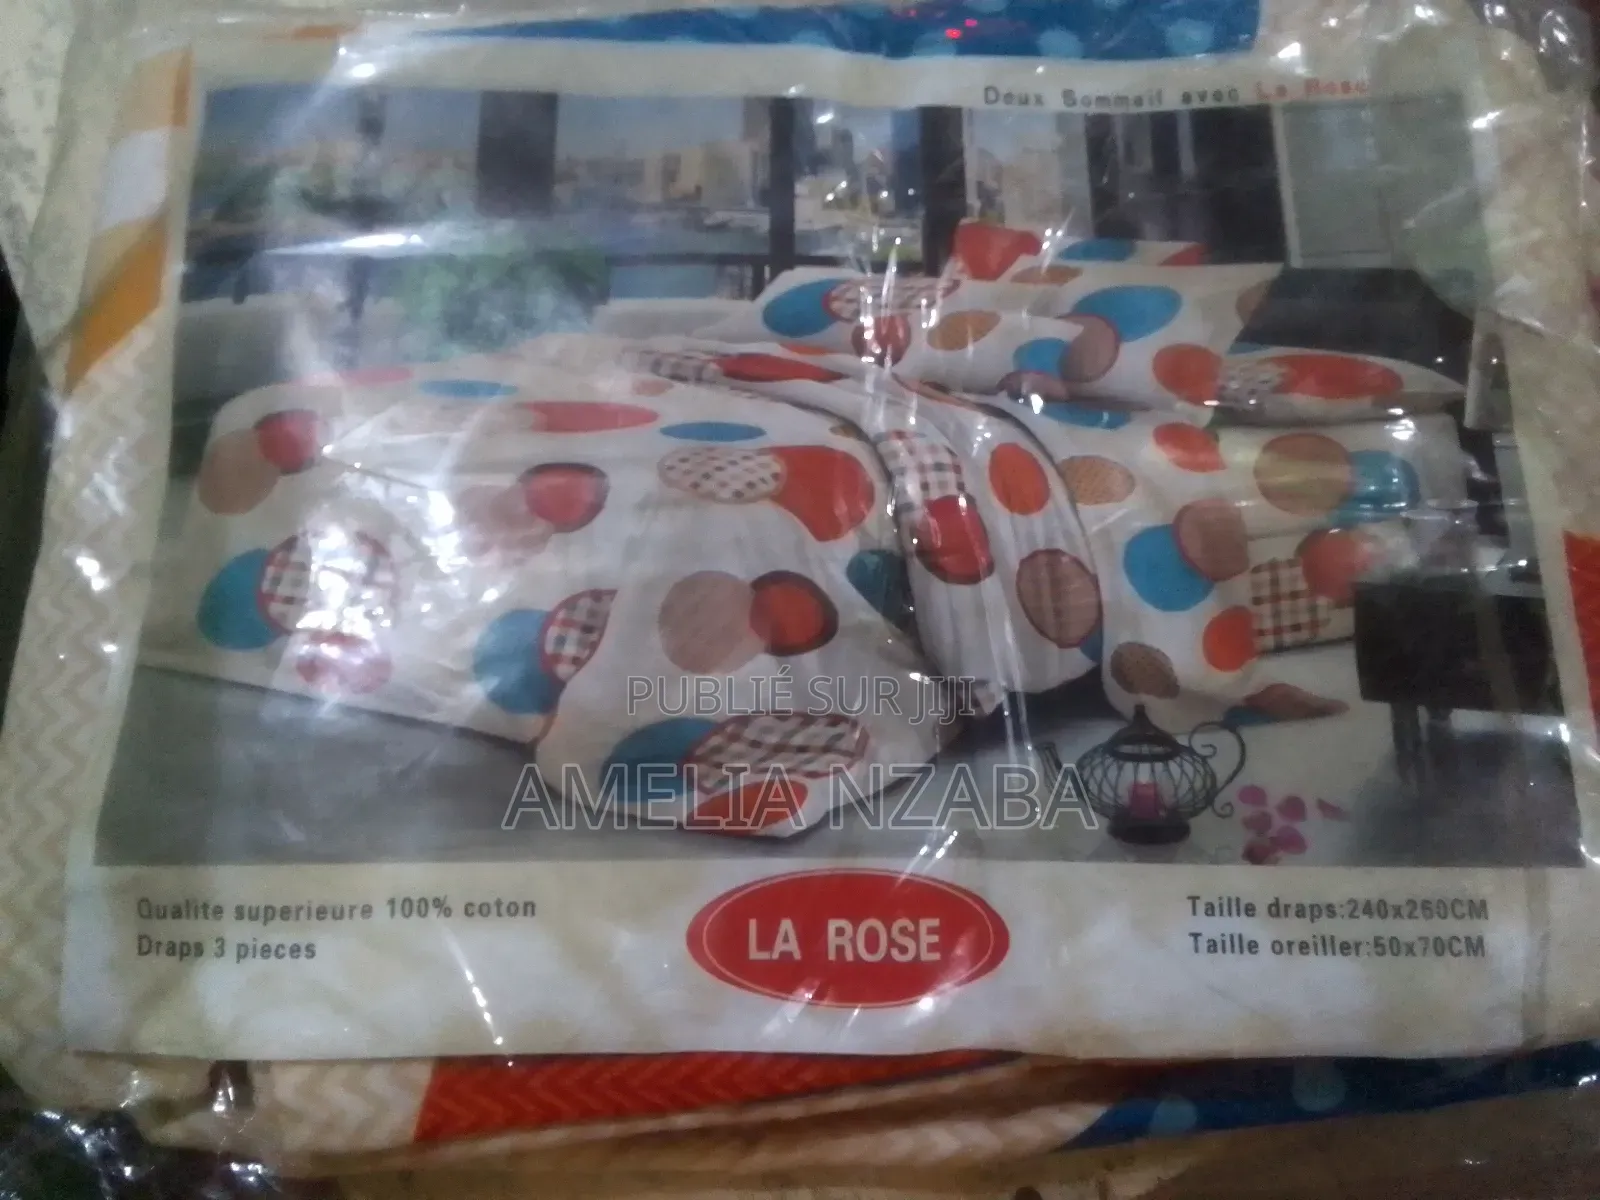 Doux Sommeil avec La Rose
PUBLIÉ SUR JIJI
AMELIA NZABA
Qualite superieure 100% coton
Draps 3 pieces
LA ROSE
Taille draps:240x260CM
Taille oreiller:50x70CM